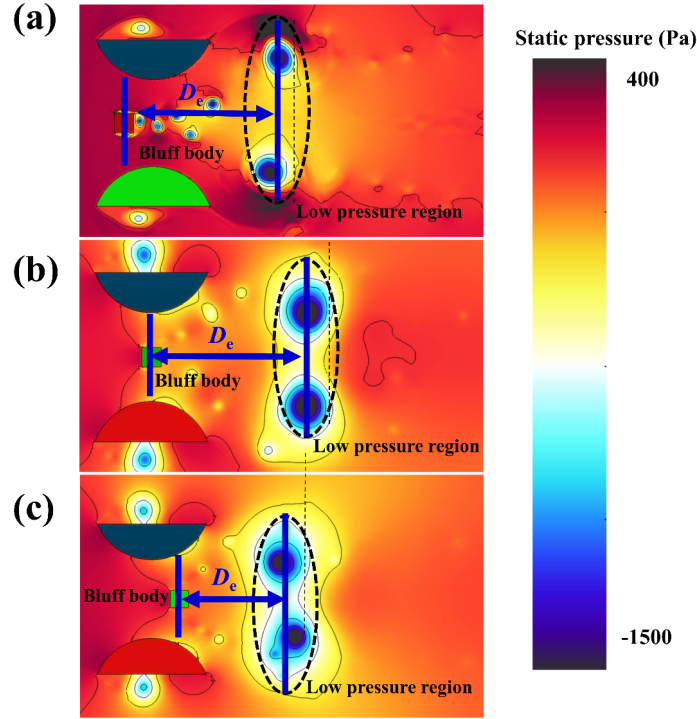 (a)
Static pressure (Pa)
400
Dₑ
Bluff body
Low pressure region
(b)
Dₑ
Bluff body
Low pressure region
(c)
Dₑ
Bluff body
-1500
Low pressure region